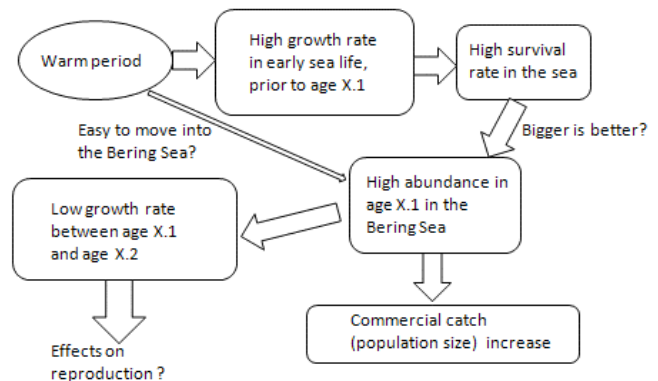 Warm period
High growth rate
in early sea life,
prior to age X.1
High survival
rate in the sea
Easy to move into
the Bering Sea?
Bigger is better?
High abundance in
age X.1 in the
Bering Sea
Low growth rate
between age X.1
and age X.2
Commercial catch
(population size) increase
Effects on
reproduction ?